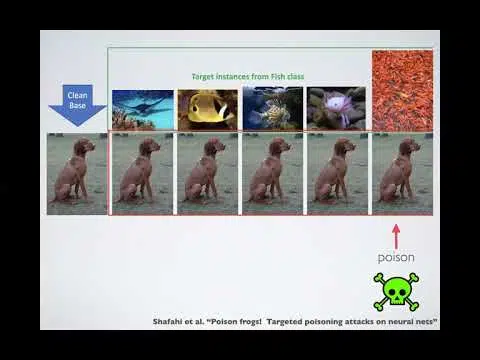 Target instances from Fish class
Clean
Base
poison
Shafahi et al. "Poison frogs! Targeted poisoning attacks on neural nets"